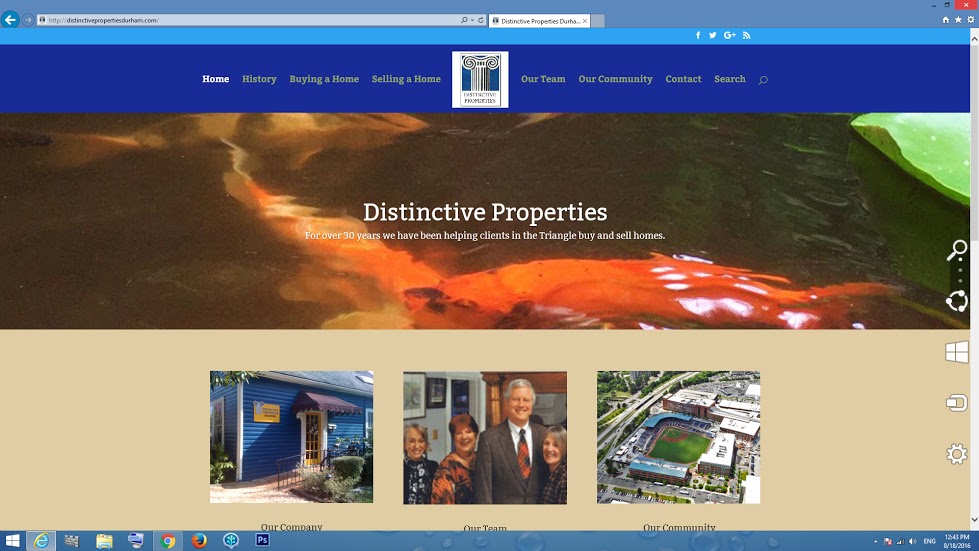 http://distinctivepropertiesdurham.com/
Distinctive Properties Durha...
Home History Buying a Home Selling a Home
DISTINCTIVE
PROPERTIES
Our Team Our Community Contact Search
Distinctive Properties
For over 30 years we have been helping clients in the Triangle buy and sell homes.
Our Company
Our Team
Our Community
Ps
ENG
12:43 PM
8/18/2016